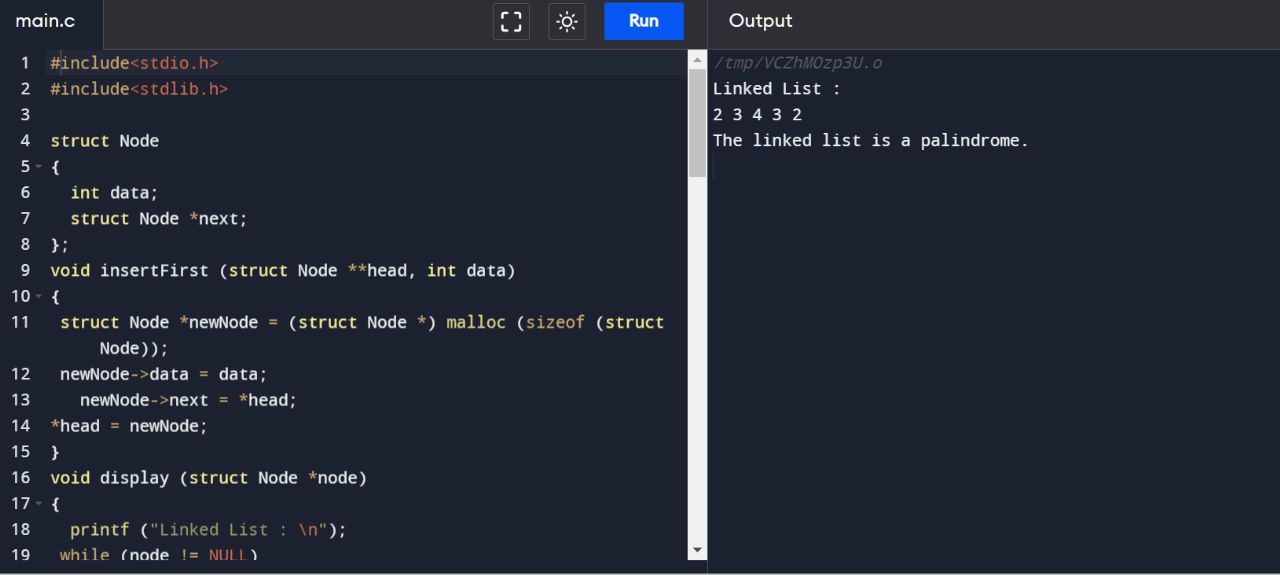 main.c
Run
Output
1 #include<stdio.h>
2 #include<stdlib.h>
3
4 struct Node
5 {
6 int data;
7 struct Node *next;
8 };
9 void insertFirst (struct Node **head, int data)
10 {
11 struct Node *newNode = (struct Node *) malloc (sizeof (struct
Node));
12 newNode->data = data;
13 newNode->next = *head;
14 *head = newNode;
15 }
16 void display (struct Node *node)
17 {
18 printf ("Linked List : \n");
19 while (node != NULL)
/tmp/VCZhMOzp3U.o
Linked List :
2 3 4 3 2
The linked list is a palindrome.